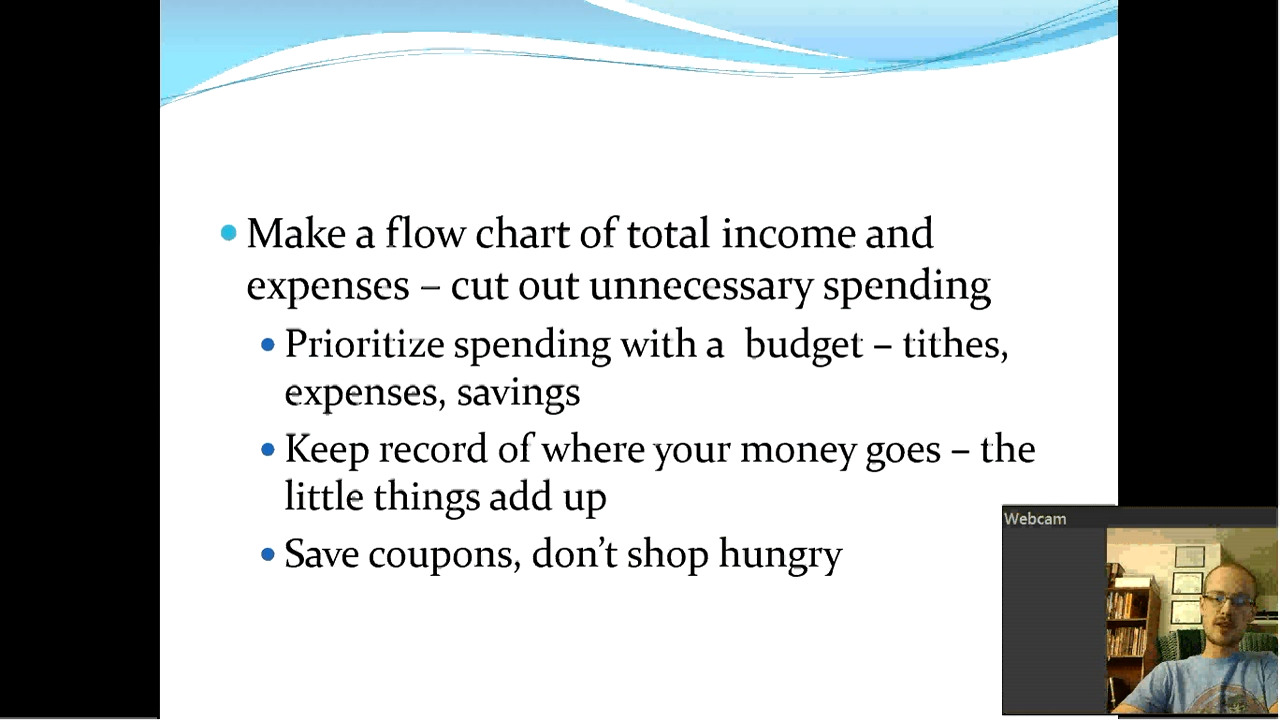 Make a flow chart of total income and
expenses – cut out unnecessary spending
Prioritize spending with a  budget – tithes,
expenses, savings
Keep record of where your money goes – the
little things add up
Save coupons, don’t shop hungry
Webcam